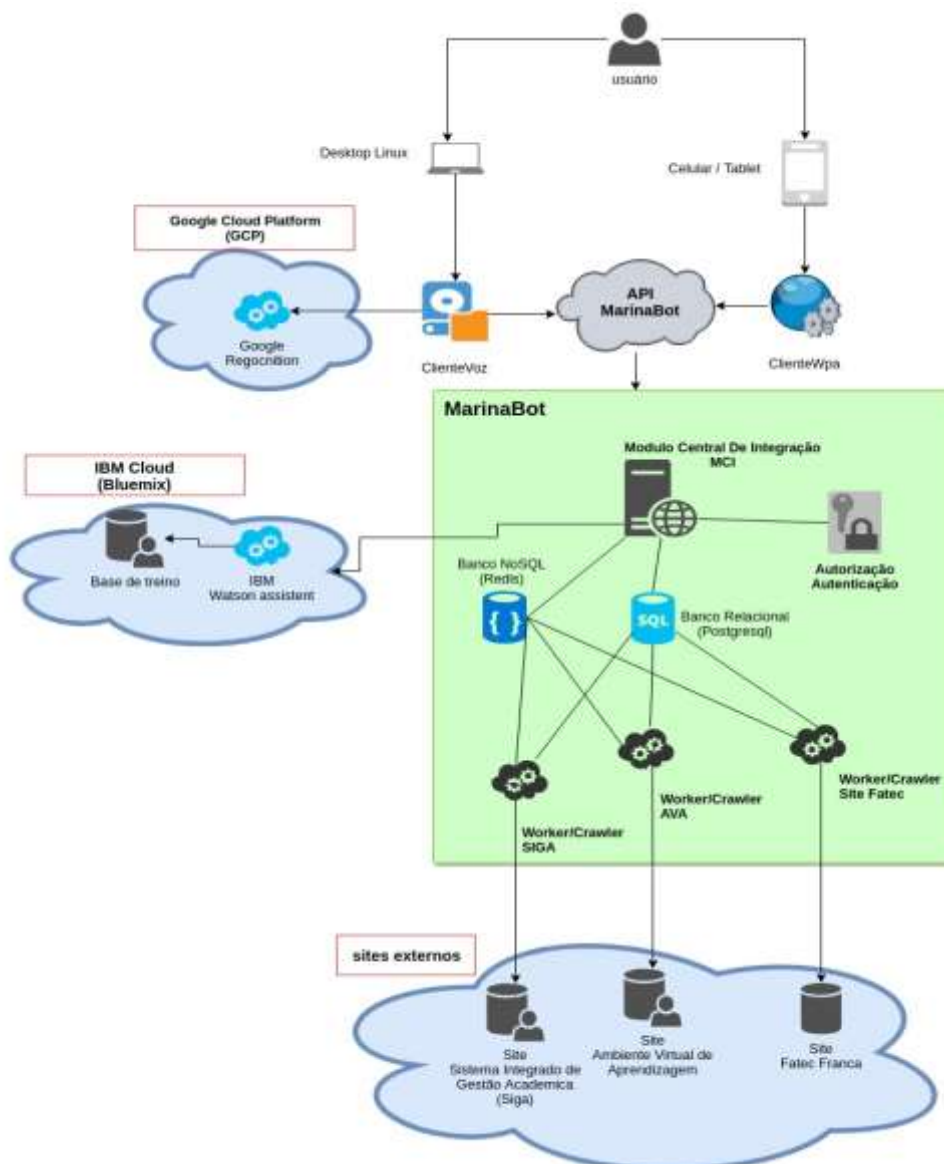 usuário
Desktop Linux
Celular / Tablet
Google Cloud Platform
(GCP)
Google
Regocnition
ClienteVoz
API
MarinaBot
ClienteWpa
MarinaBot
Modulo Central De Integração
MCI
IBM Cloud
(Bluemix)
Base de treino
IBM
Watson assistent
Banco NoSQL
(Redis)
{ }
SQL
Banco Relacional
(Postgresql)
Autorização
Autenticação
Worker/Crawler
SIGA
Worker/Crawler
AVA
Worker/Crawler
Site Fatec
sites externos
Site
Sistema Integrado de
Gestão Academica
(Siga)
Site
Ambiente Virtual de
Aprendizagem
Site
Fatec Franca